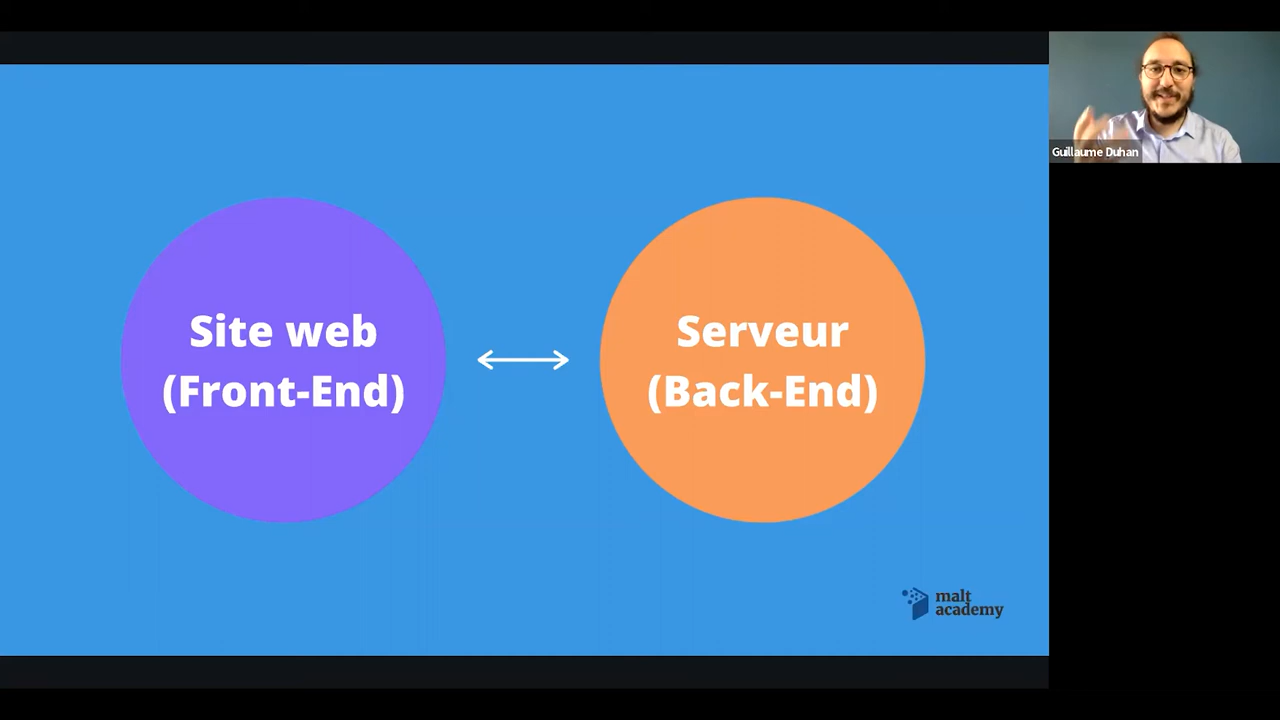 Site web
(Front-End)
Serveur
(Back-End)
malt
academy
Guillaume Duhan